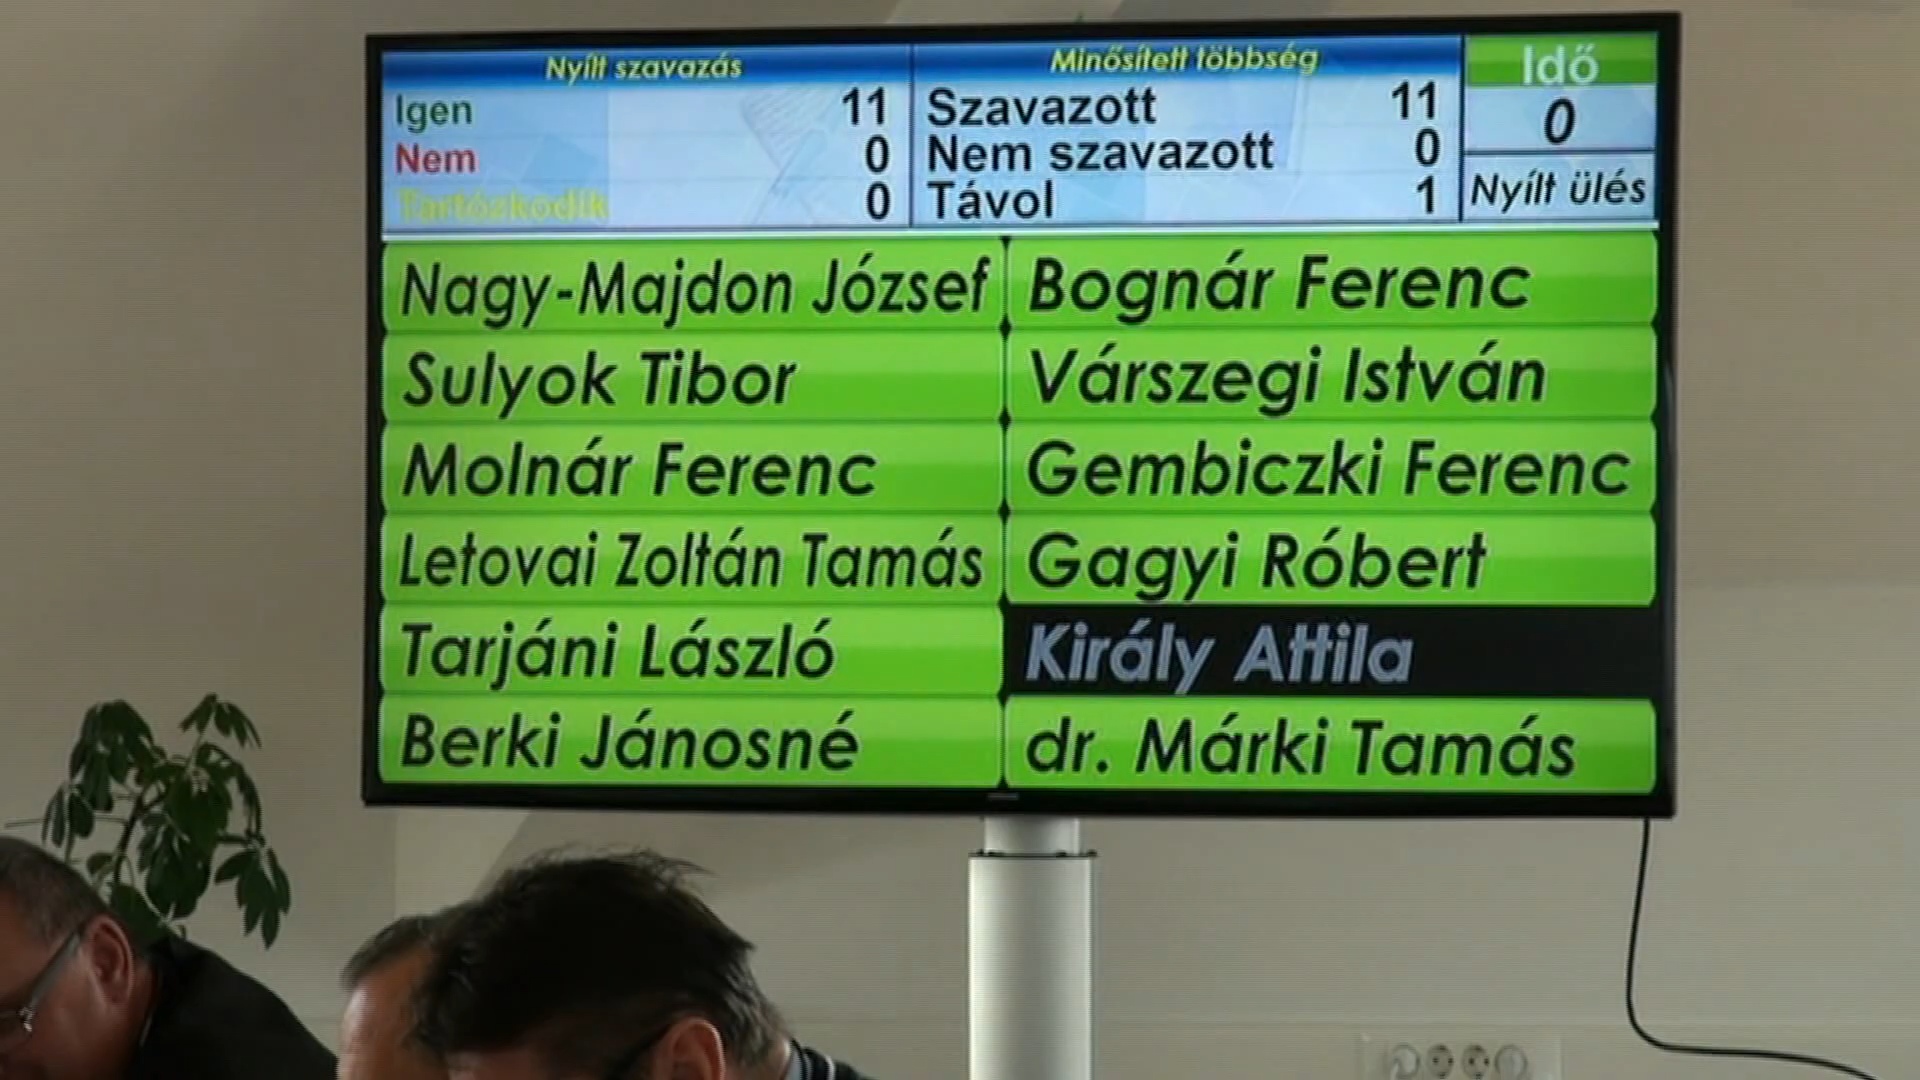 Nyílt szavazás
Igen 11
Nem 0
Tartózkodik 0
Minősített többség
Szavazott 11
Nem szavazott 0
Távol 1
Idő
0
Nyílt ülés
Nagy-Majdon József
Sulyok Tibor
Molnár Ferenc
Letovai Zoltán Tamás
Tarjáni László
Berki Jánosné
Bognár Ferenc
Várszegi István
Gembiczki Ferenc
Gagyi Róbert
Király Attila
dr. Márki Tamás